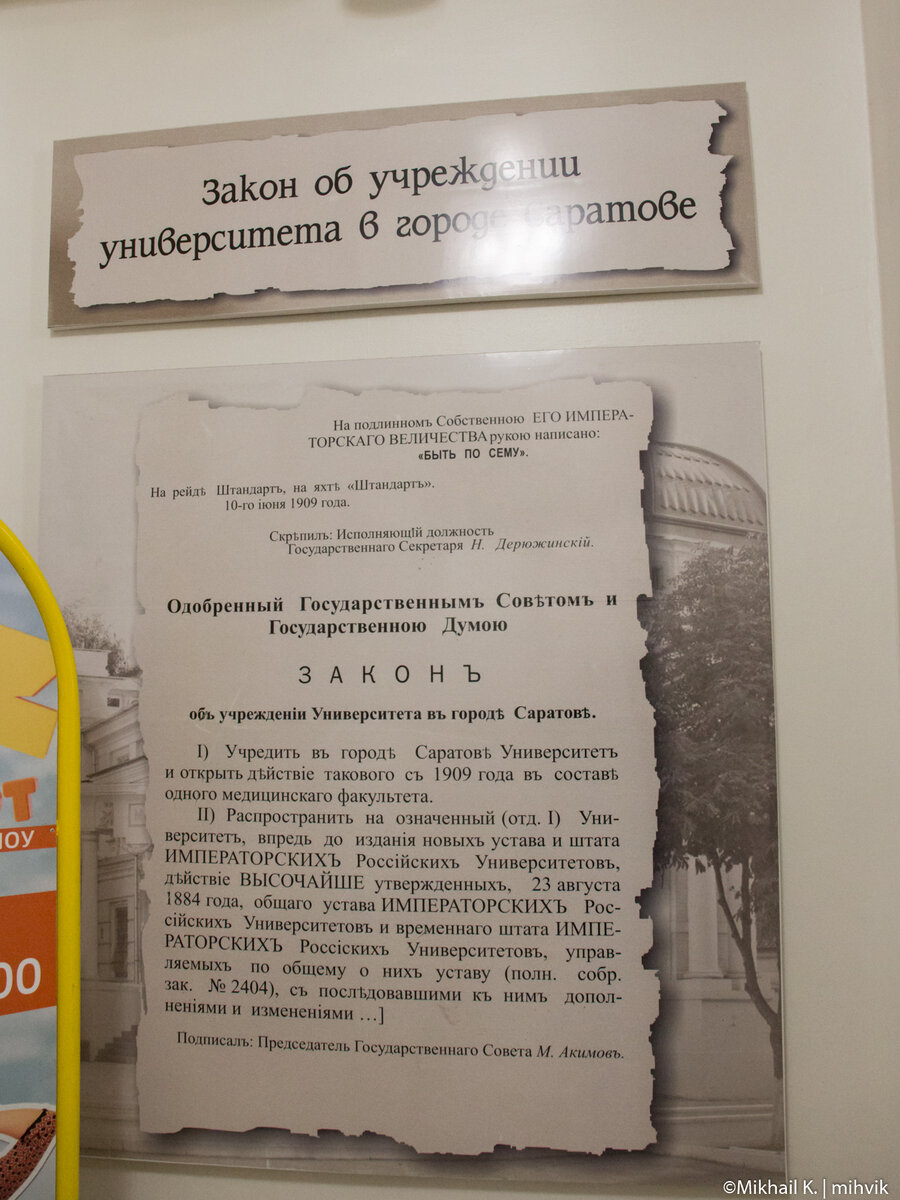 Закон об учреждении
университета в городе Саратове
На подлинномъ Собственною ЕГО ИМПЕРА-
ТОРСКАГО ВЕЛИЧЕСТВА рукою написано:
«БЫТЬ ПО СЕМУ».
На рейдѣ Штандартъ, на яхтѣ «Штандартъ».
10-го іюня 1909 года.
Скрѣпилъ: Исполняющій должность
Государственнаго Секретаря Н. Дерюжинскій.
Одобренный Государственнымъ Совѣтомъ и
Государственною Думою
ЗАКОНЪ
объ учрежденіи Университета въ городѣ Саратовѣ.
I) Учредить въ городѣ Саратовѣ Университетъ
и открыть дѣйствіе такового съ 1909 года въ составѣ
одного медицинскаго факультета.
II) Распространить на означенный (отд. I) Уни-
верситетъ, впредь до изданія новыхъ устава и штата
ИМПЕРАТОРСКИХЪ Россійскихъ Университетовъ,
дѣйствіе ВЫСОЧАЙШЕ утвержденныхъ, 23 августа
1884 года, общаго устава ИМПЕРАТОРСКИХЪ Рос-
сійскихъ Университетовъ и временнаго штата ИМПЕ-
РАТОРСКИХЪ Россіскихъ Университетовъ, управ-
ляемыхъ по общему о нихъ уставу (полн. собр.
зак. № 2404), съ послѣдовавшими къ нимъ допол-
неніями и измененіями ...]
Подписалъ: Председатель Государственнаго Совета М. Акимовъ.
ШОУ
00
©Mikhail K. | mihvik